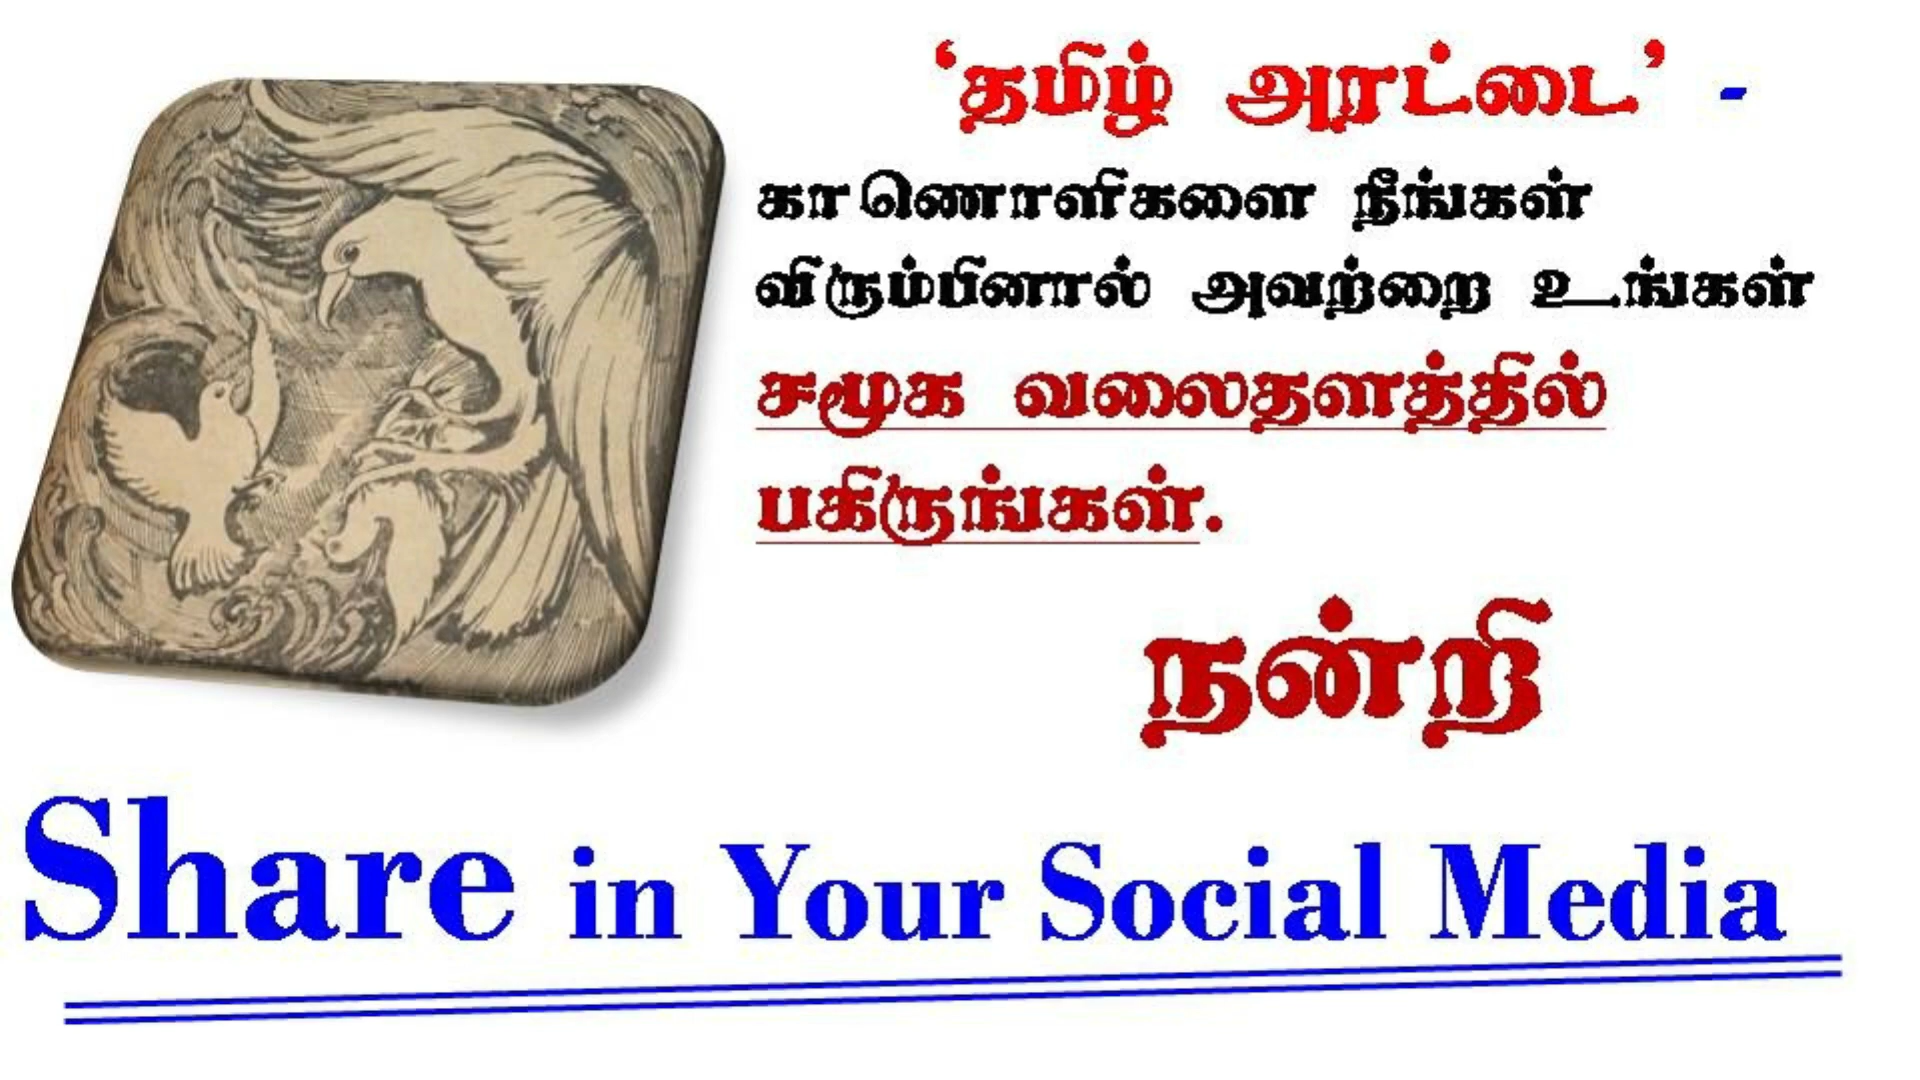 ‘தமிழ் அரட்டை’ -
காணொளிகளை நீங்கள்
விரும்பினால் அவற்றை உங்கள்
சமூக வலைதளத்தில்
பகிருங்கள்.
நன்றி
Share in Your Social Media